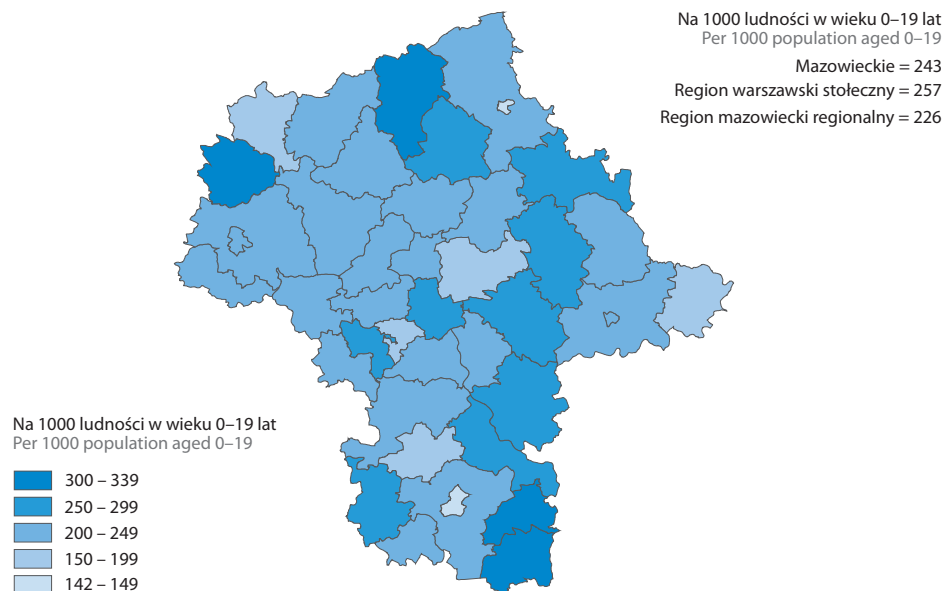 Na 1000 ludności w wieku 0–19 lat
Per 1000 population aged 0–19
Mazowieckie = 243
Region warszawski stołeczny = 257
Region mazowiecki regionalny = 226
Na 1000 ludności w wieku 0–19 lat
Per 1000 population aged 0–19
300 – 339
250 – 299
200 – 249
150 – 199
142 – 149